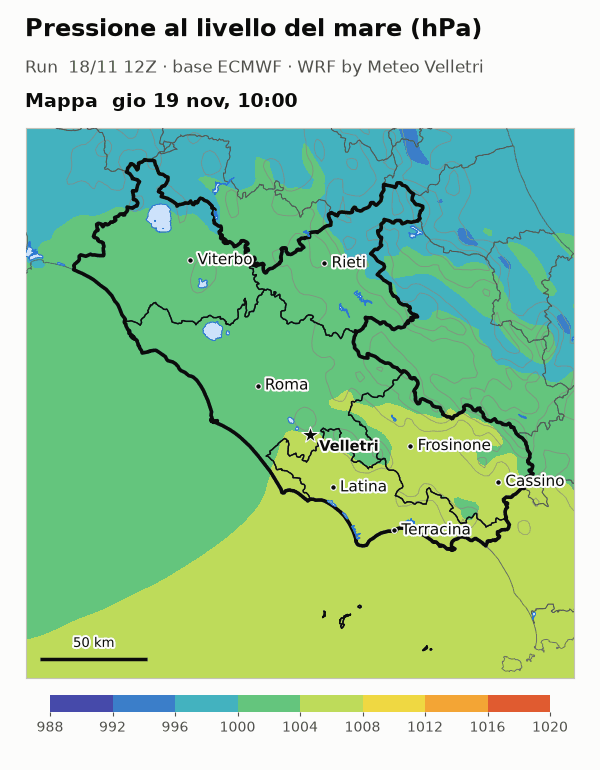 Pressione al livello del mare (hPa)
Run  18/11 12Z · base ECMWF · WRF by Meteo Velletri
Mappa  gio 19 nov, 10:00
Viterbo
Rieti
Roma
Velletri
Frosinone
Latina
Cassino
Terracina
50 km
988 992 996 1000 1004 1008 1012 1016 1020